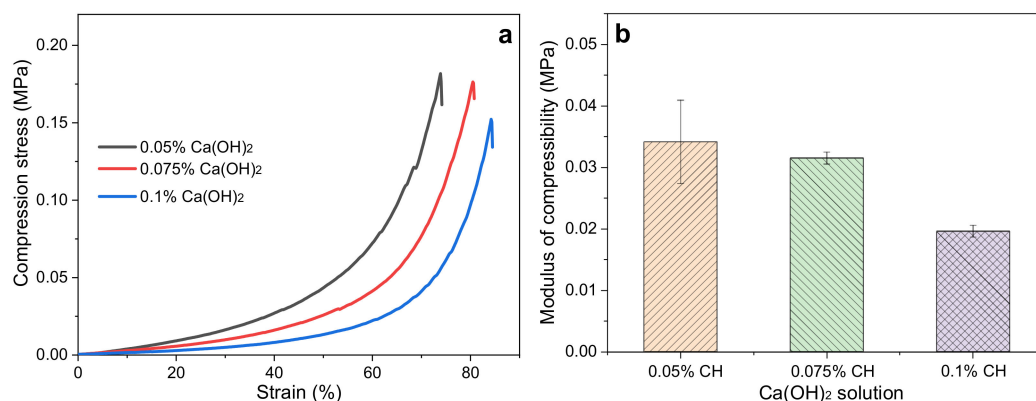 a
0.20
0.15
0.10
0.05
0.00
Compression stress (MPa)
0.05% Ca(OH)₂
0.075% Ca(OH)₂
0.1% Ca(OH)₂
0
20
40
60
80
Strain (%)
b
0.05
0.04
0.03
0.02
0.01
0.00
Modulus of compressibility (MPa)
0.05% CH
0.075% CH
0.1% CH
Ca(OH)₂ solution